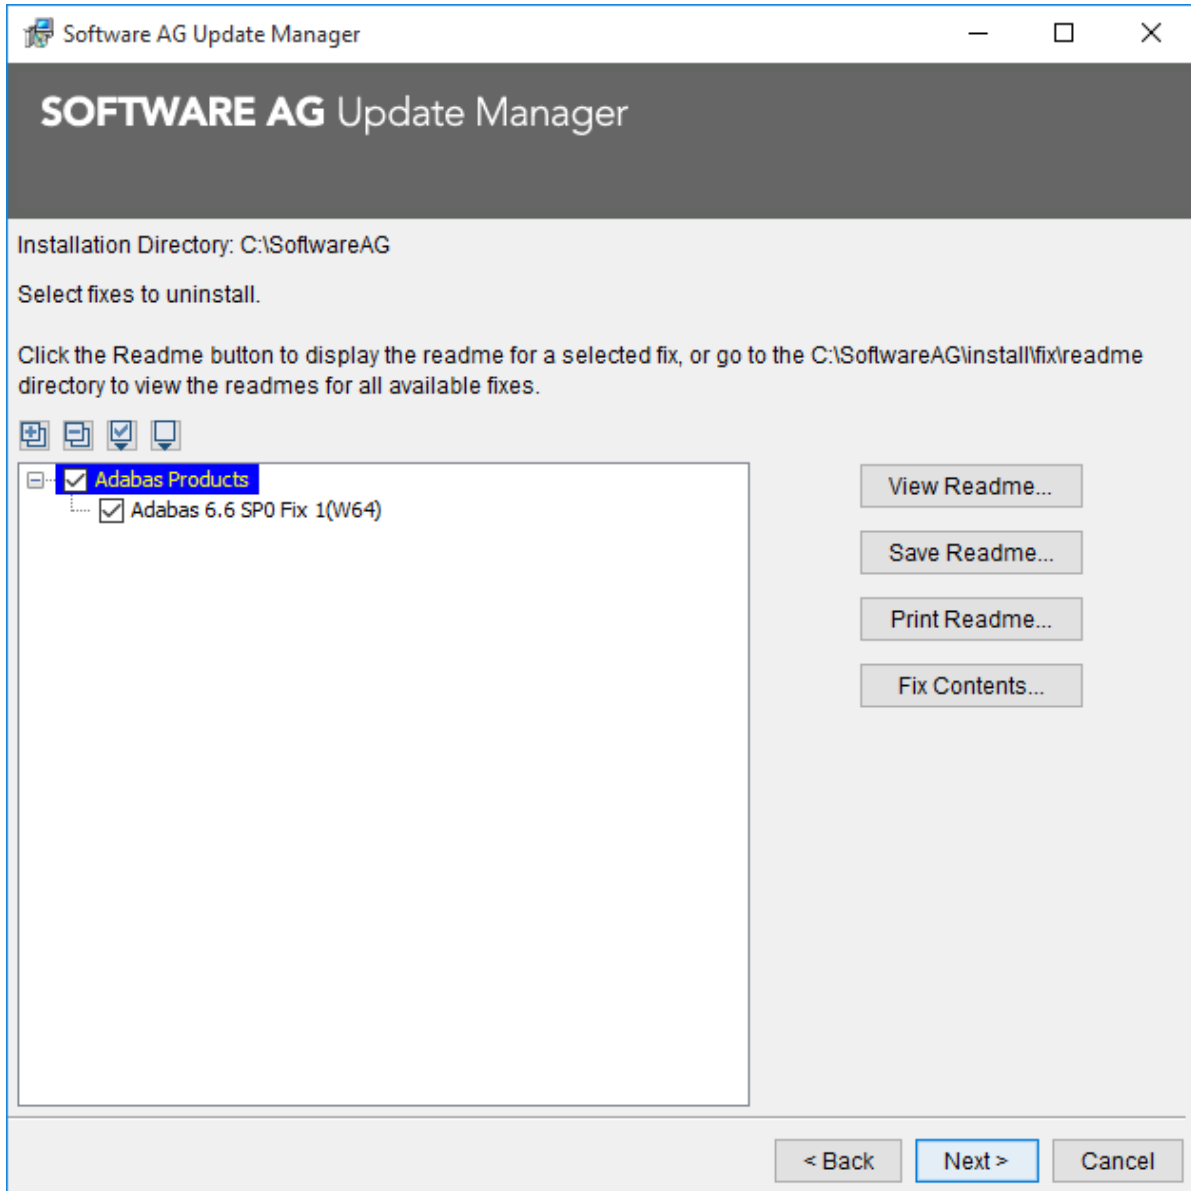 Software AG Update Manager
SOFTWARE AG Update Manager
Installation Directory: C:\SoftwareAG
Select fixes to uninstall.
Click the Readme button to display the readme for a selected fix, or go to the C:\SoftwareAG\install\fix\readme
directory to view the readmes for all available fixes.
Adabas Products
Adabas 6.6 SP0 Fix 1(W64)
View Readme...
Save Readme...
Print Readme...
Fix Contents...
< Back
Next >
Cancel